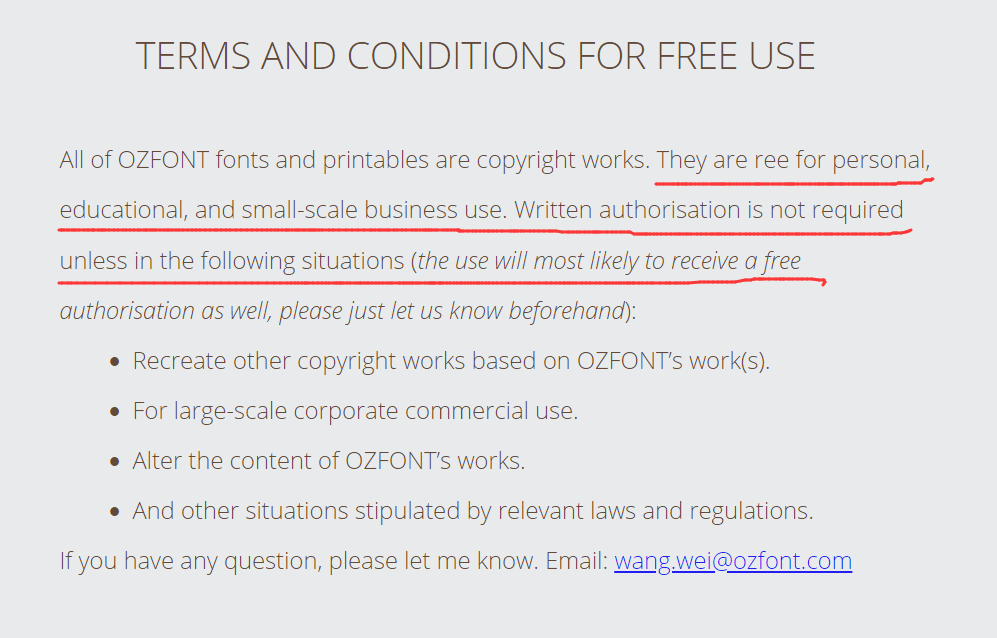 TERMS AND CONDITIONS FOR FREE USE
All of OZFONT fonts and printables are copyright works. They are ree for personal,
educational, and small-scale business use. Written authorisation is not required
unless in the following situations (the use will most likely to receive a free
authorisation as well, please just let us know beforehand):
• Recreate other copyright works based on OZFONT’s work(s).
• For large-scale corporate commercial use.
• Alter the content of OZFONT’s works.
• And other situations stipulated by relevant laws and regulations.
If you have any question, please let me know. Email: wang.wei@ozfont.com